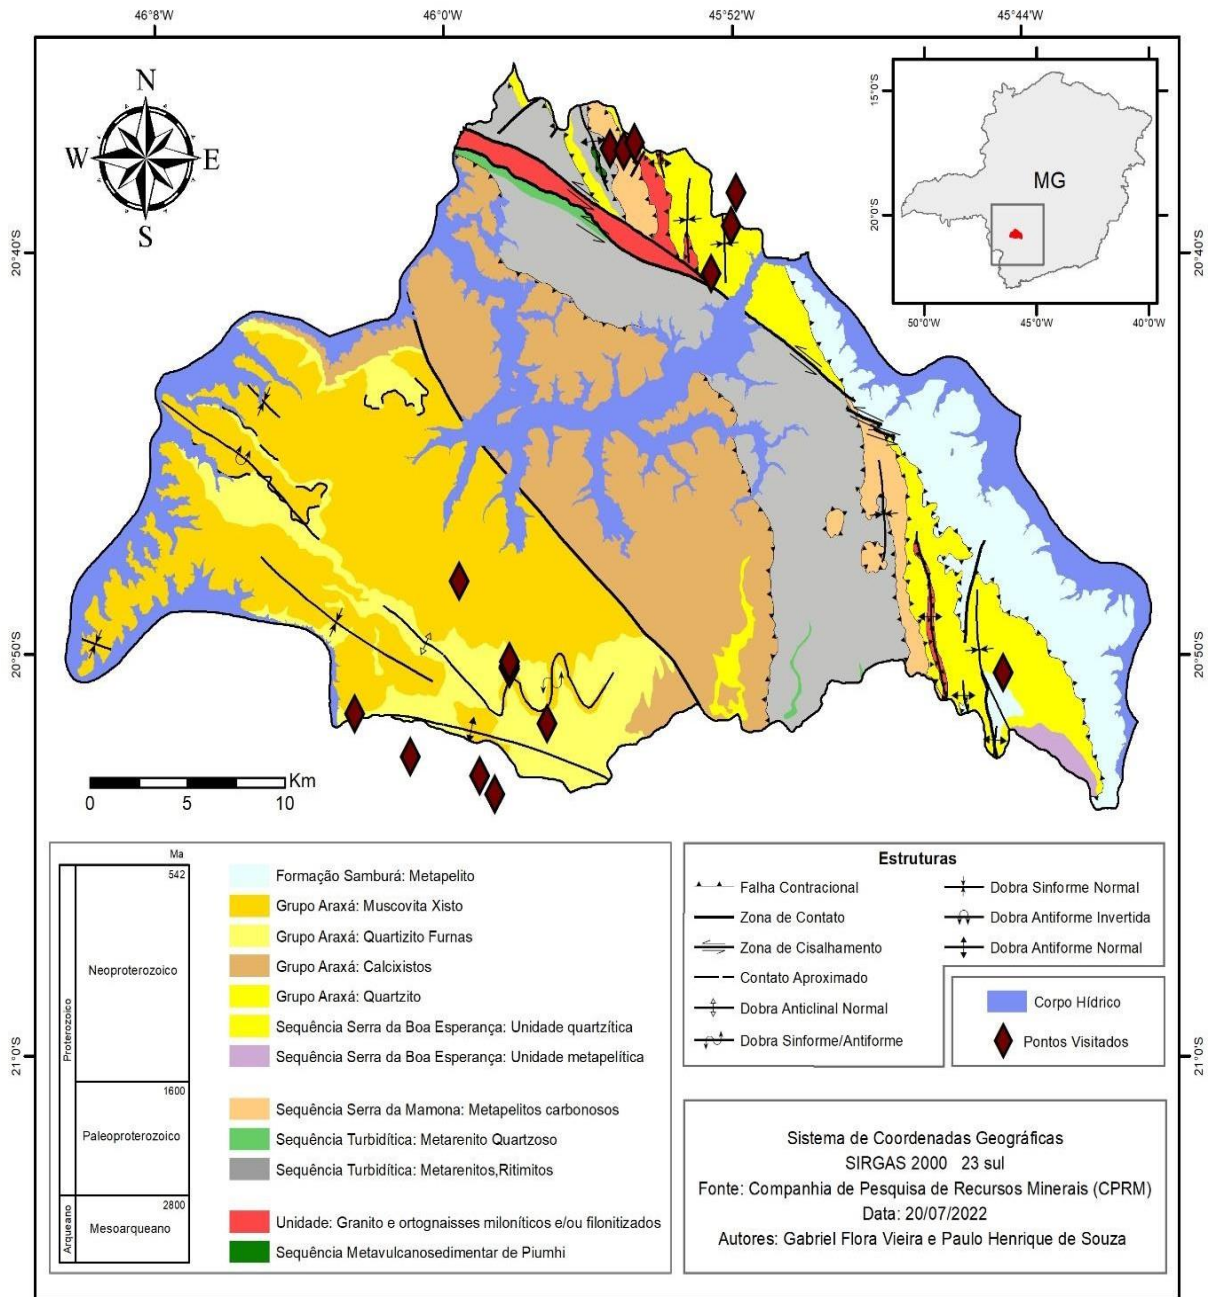 46°8'W
46°0'W
45°52'W
45°44'W
N
W
E
S
20°40'S
20°50'S
21°0'S
20°40'S
20°50'S
21°0'S
15°0'S
20°0'S
MG
50°0'W
45°0'W
40°0'W
Km
0
5
10
Ma
542
Neoproterozoico
Proterozoico
1600
Paleoproterozoico
2800
Arqueano
Mesoarqueano
Formação Samburá: Metapelito
Grupo Araxá: Muscovita Xisto
Grupo Araxá: Quartizito Furnas
Grupo Araxá: Calcixistos
Grupo Araxá: Quartzito
Sequência Serra da Boa Esperança: Unidade quartzítica
Sequência Serra da Boa Esperança: Unidade metapelítica
Sequência Serra da Mamona: Metapelitos carbonosos
Sequência Turbidítica: Metarenito Quartzoso
Sequência Turbidítica: Metarenitos,Ritimitos
Unidade: Granito e ortognaisses miloníticos e/ou filonitizados
Sequência Metavulcanosedimentar de Piumhi
Estruturas
Falha Contracional
Zona de Contato
Zona de Cisalhamento
Contato Aproximado
Dobra Anticlinal Normal
Dobra Sinforme/Antiforme
Dobra Sinforme Normal
Dobra Antiforme Invertida
Dobra Antiforme Normal
Corpo Hídrico
Pontos Visitados
Sistema de Coordenadas Geográficas
SIRGAS 2000 23 sul
Fonte: Companhia de Pesquisa de Recursos Minerais (CPRM)
Data: 20/07/2022
Autores: Gabriel Flora Vieira e Paulo Henrique de Souza